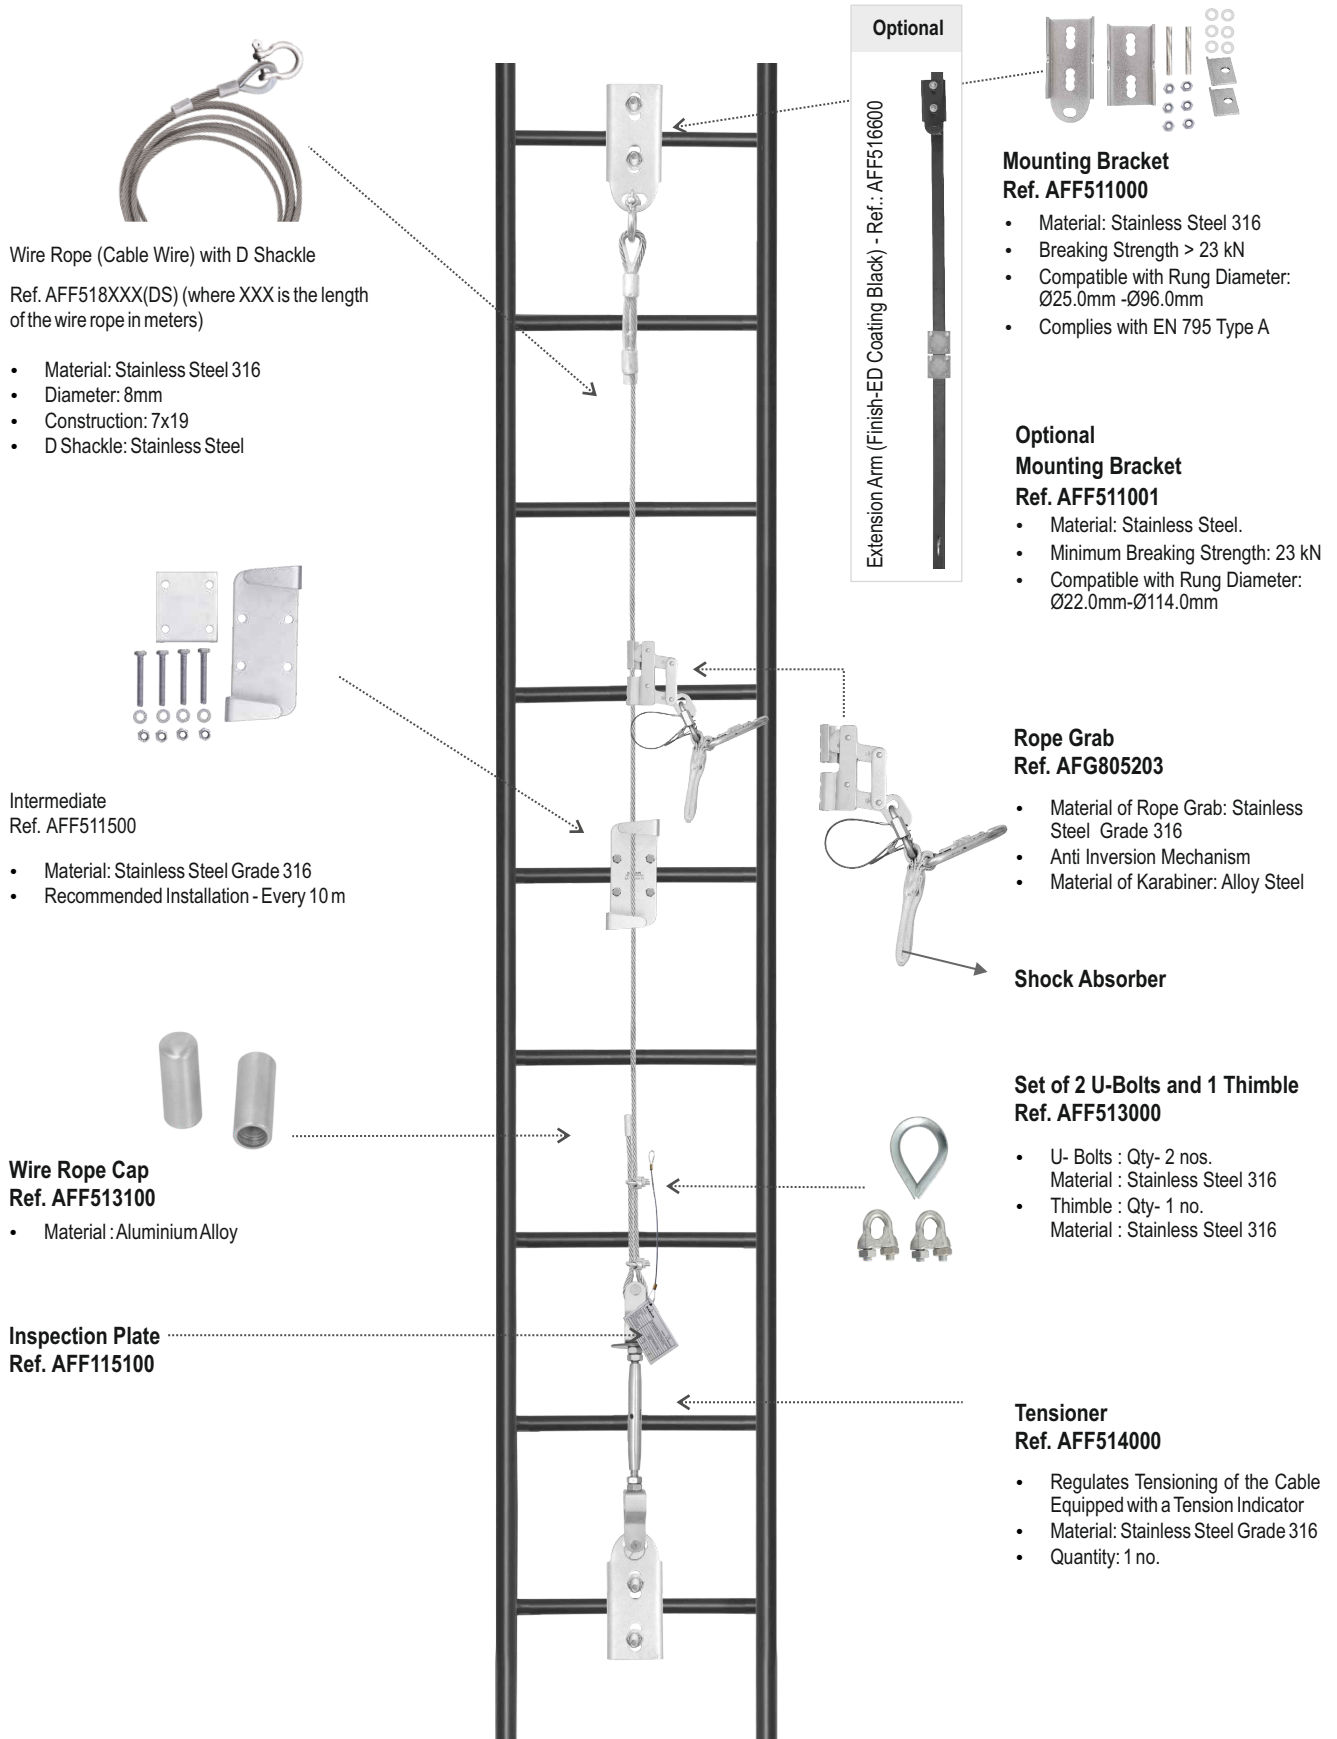 Optional
Extension Arm (Finish-ED Coating Black) - Ref.: AFF516600
Mounting Bracket
Ref. AFF511000
• Material: Stainless Steel 316
• Breaking Strength > 23 kN
• Compatible with Rung Diameter:
Ø25.0mm -Ø96.0mm
• Complies with EN 795 Type A
Wire Rope (Cable Wire) with D Shackle
Ref. AFF518XXX(DS) (where XXX is the length
of the wire rope in meters)
• Material: Stainless Steel 316
• Diameter: 8mm
• Construction: 7x19
• D Shackle: Stainless Steel
Optional
Mounting Bracket
Ref. AFF511001
• Material: Stainless Steel.
• Minimum Breaking Strength: 23 kN
• Compatible with Rung Diameter:
Ø22.0mm-Ø114.0mm
Intermediate
Ref. AFF511500
• Material: Stainless Steel Grade 316
• Recommended Installation - Every 10 m
Rope Grab
Ref. AFG805203
• Material of Rope Grab: Stainless
Steel Grade 316
• Anti Inversion Mechanism
• Material of Karabiner: Alloy Steel
Shock Absorber
Wire Rope Cap
Ref. AFF513100
• Material : Aluminium Alloy
Set of 2 U-Bolts and 1 Thimble
Ref. AFF513000
• U- Bolts : Qty- 2 nos.
Material : Stainless Steel 316
• Thimble : Qty- 1 no.
Material : Stainless Steel 316
Inspection Plate
Ref. AFF115100
Tensioner
Ref. AFF514000
• Regulates Tensioning of the Cable
Equipped with a Tension Indicator
• Material: Stainless Steel Grade 316
• Quantity: 1 no.